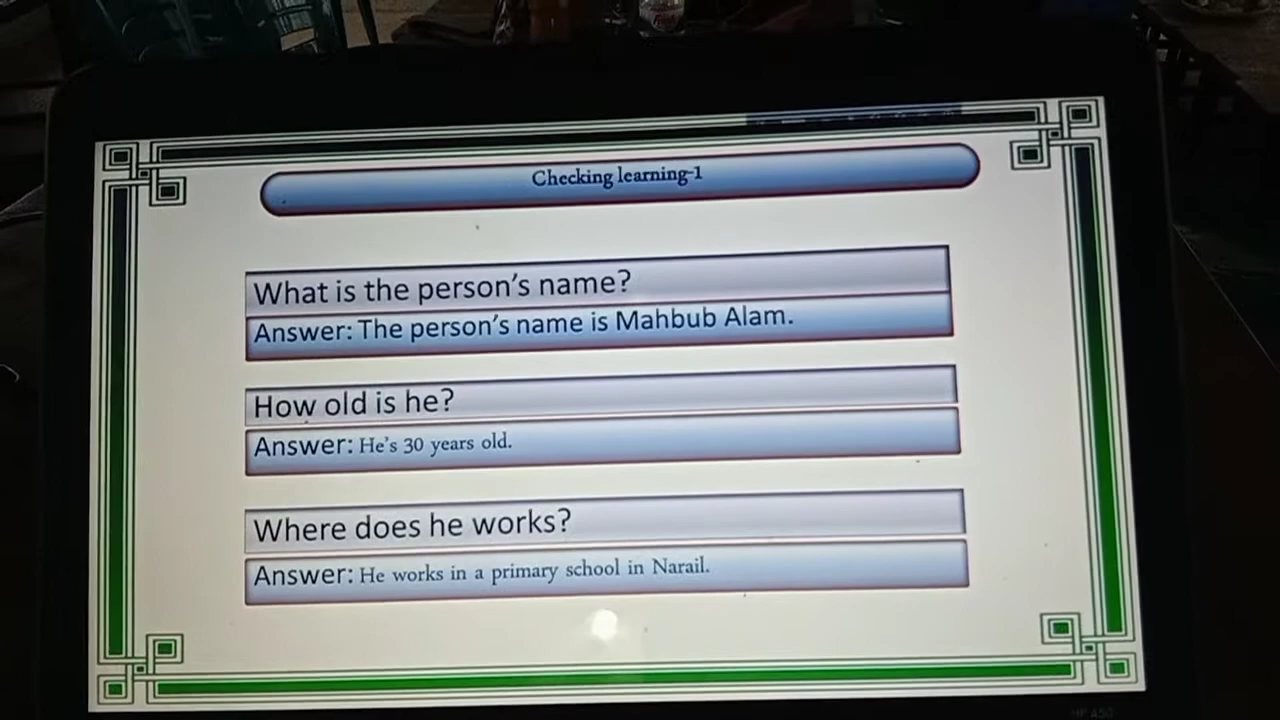 Checking learning-1
What is the person's name?
Answer: The person's name is Mahbub Alam.
How old is he?
Answer: He's 30 years old.
Where does he works?
Answer: He works in a primary school in Narail.